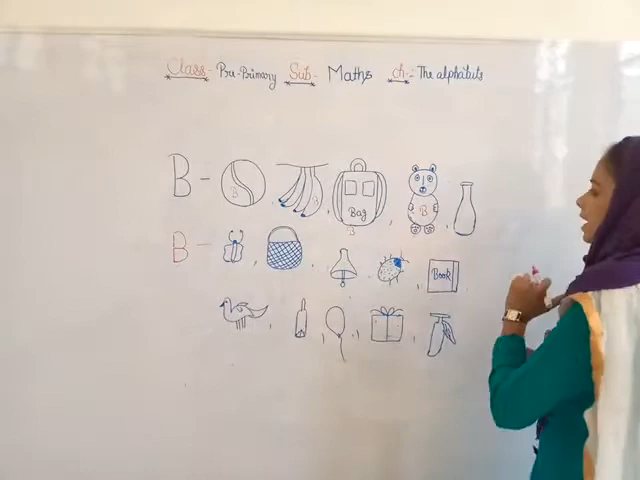 Class- Pre-Primary Sub- Maths ch-: The alphabets
B - B B Bag B B
B - Book